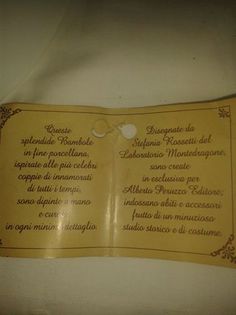 Queste
splendide Bambole
in fine porcellana,
ispirate alle più celebri
coppie di innamorati
di tutti i tempi,
sono dipinte a mano
e curate
in ogni minimo dettaglio.
Disegnate da
Stefania Rossetti del
Laboratorio Montedragone,
sono create
in esclusiva per
Alberto Peruzzo Editore;
indossano abiti e accessori
frutto di un minuzioso
studio storico e di costume.